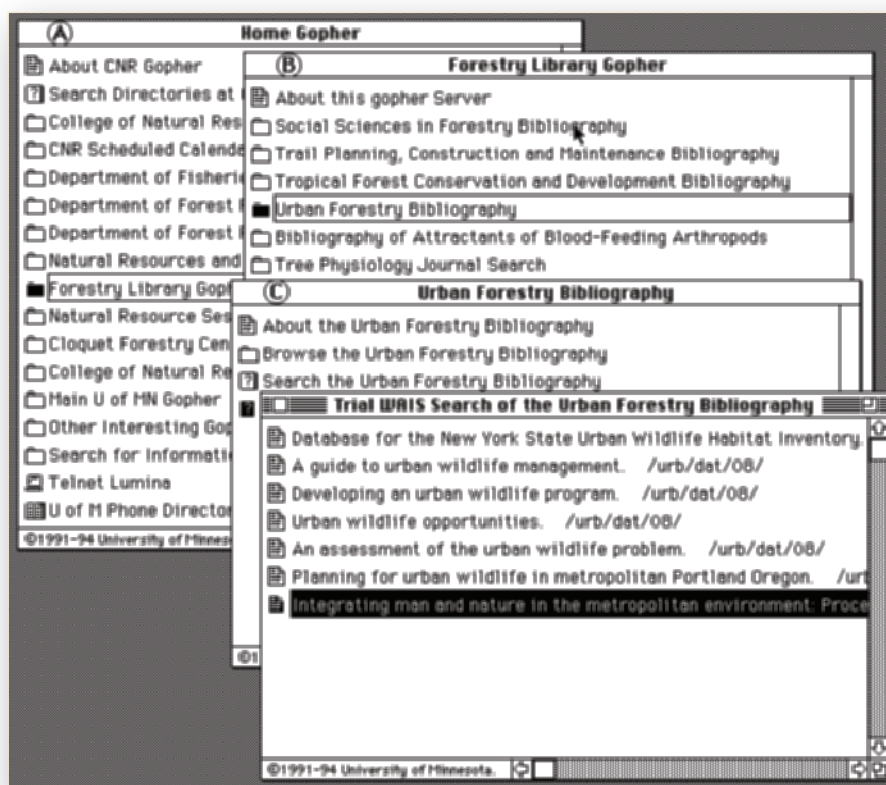 A Home Gopher
About CNR Gopher
Search Directories at
College of Natural Res
CNR Scheduled Calenda
Department of Fisheri
Department of Forest
Department of Forest
Natural Resources and
Forestry Library Goph
Natural Resource Ses
Cloquet Forestry Cen
College of Natural Re
Main U of MN Gopher
Other Interesting Gop
Search for Informati
Telnet Lumina
U of M Phone Director
©1991-94 University of Minnes
B Forestry Library Gopher
About this gopher Server
Social Sciences in Forestry Bibliography
Trail Planning, Construction and Maintenance Bibliography
Tropical Forest Conservation and Development Bibliography
Urban Forestry Bibliography
Bibliography of Attractants of Blood-Feeding Arthropods
Tree Physiology Journal Search
C Urban Forestry Bibliography
About the Urban Forestry Bibliography
Browse the Urban Forestry Bibliography
Search the Urban Forestry Bibliography
©1
Trial WAIS Search of the Urban Forestry Bibliography
Database for the New York State Urban Wildlife Habitat Inventory.
A guide to urban wildlife management. /urb/dat/08/
Developing an urban wildlife program. /urb/dat/08/
Urban wildlife opportunities. /urb/dat/08/
An assessment of the urban wildlife problem. /urb/dat/08/
Planning for urban wildlife in metropolitan Portland Oregon. /urt
Integrating man and nature in the metropolitan environment: Proce
©1991-94 University of Minnesota.